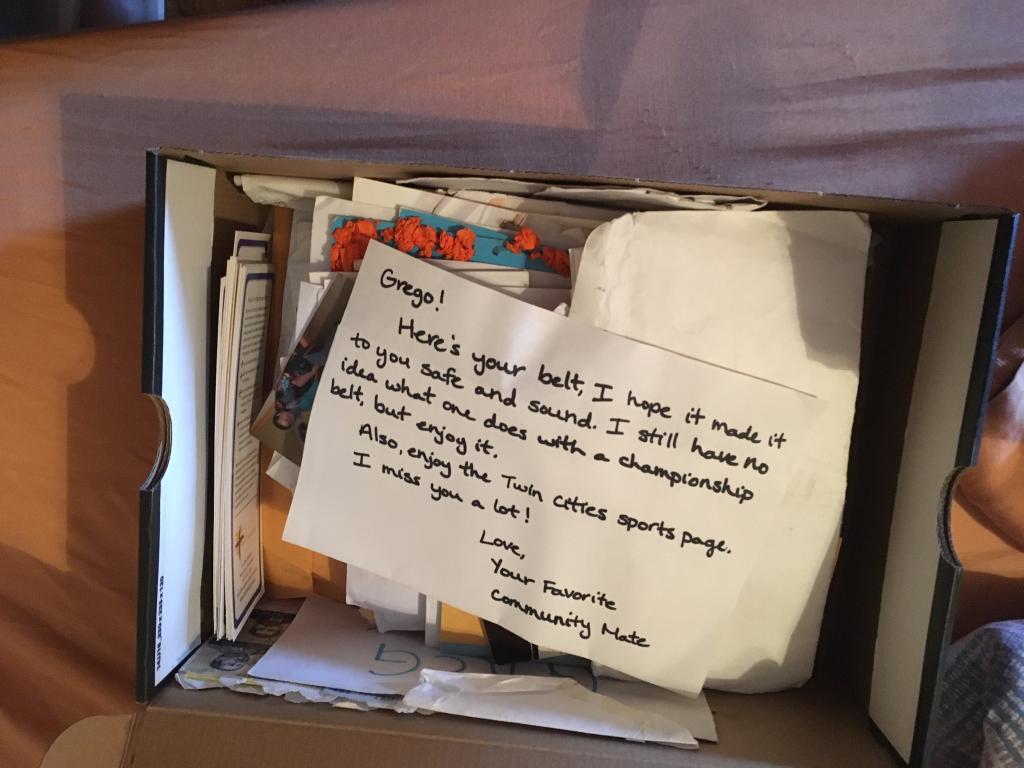 Grego!
Here's your belt, I hope it made it
to you safe and sound. I still have no
idea what one does with a championship
belt, but enjoy it.
Also, enjoy the Twin Cities sports page.
I miss you a lot!
Love,
Your Favorite
Community Mate